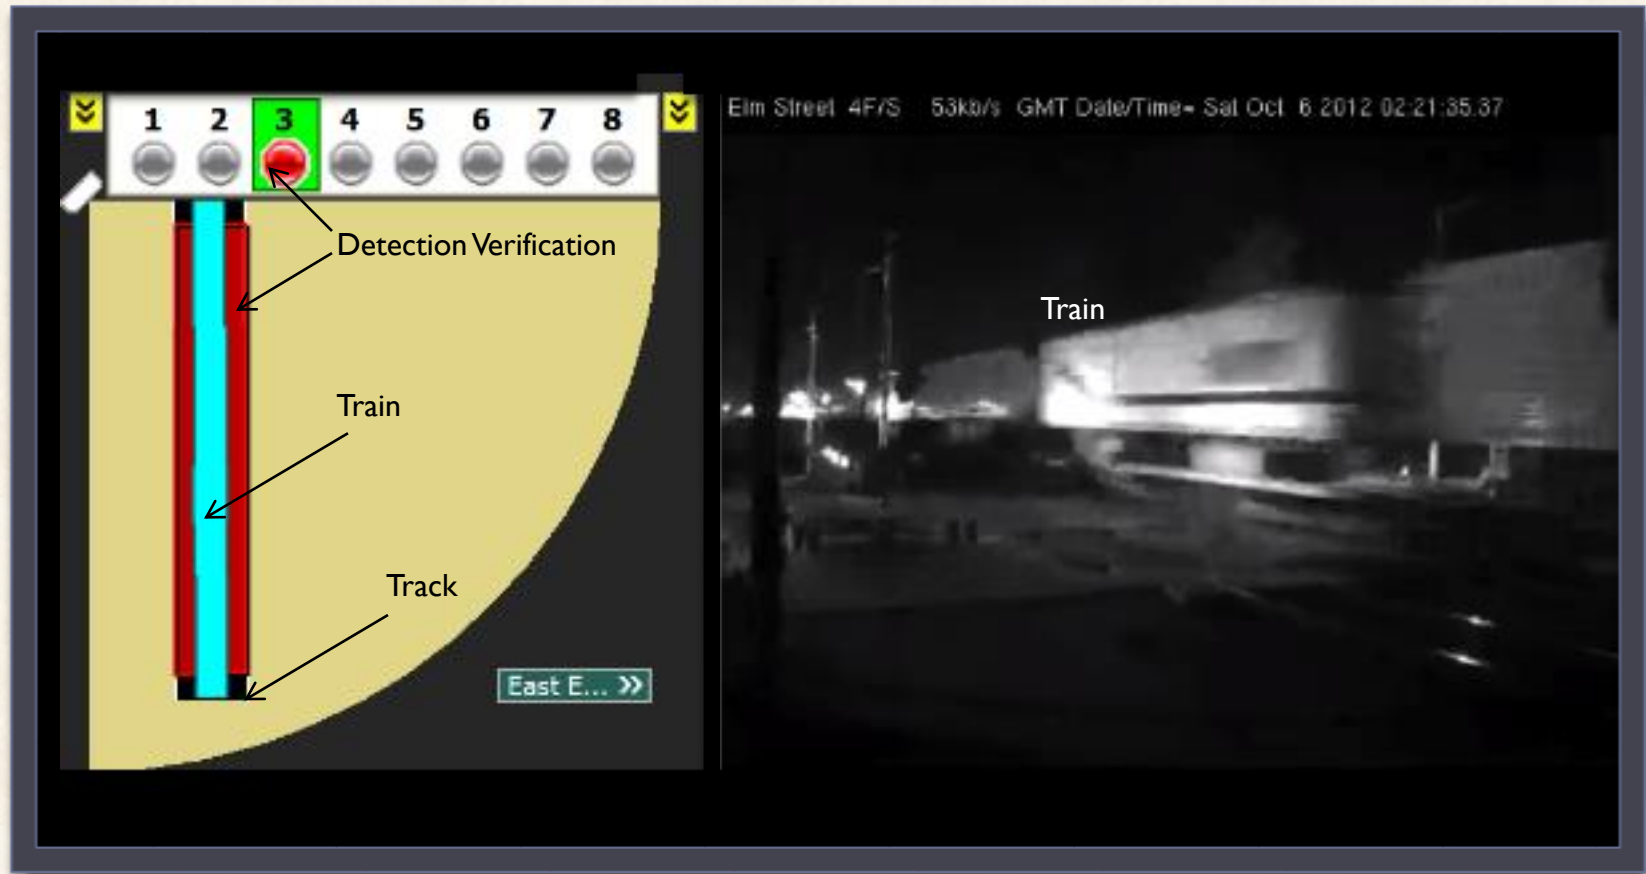 1 2 3 4 5 6 7 8
Detection Verification
Train
Track
East E... »
Elm Street 4F/S 53kb/s GMT Date/Time= Sat Oct 6 2012 02:21:35.37
Train